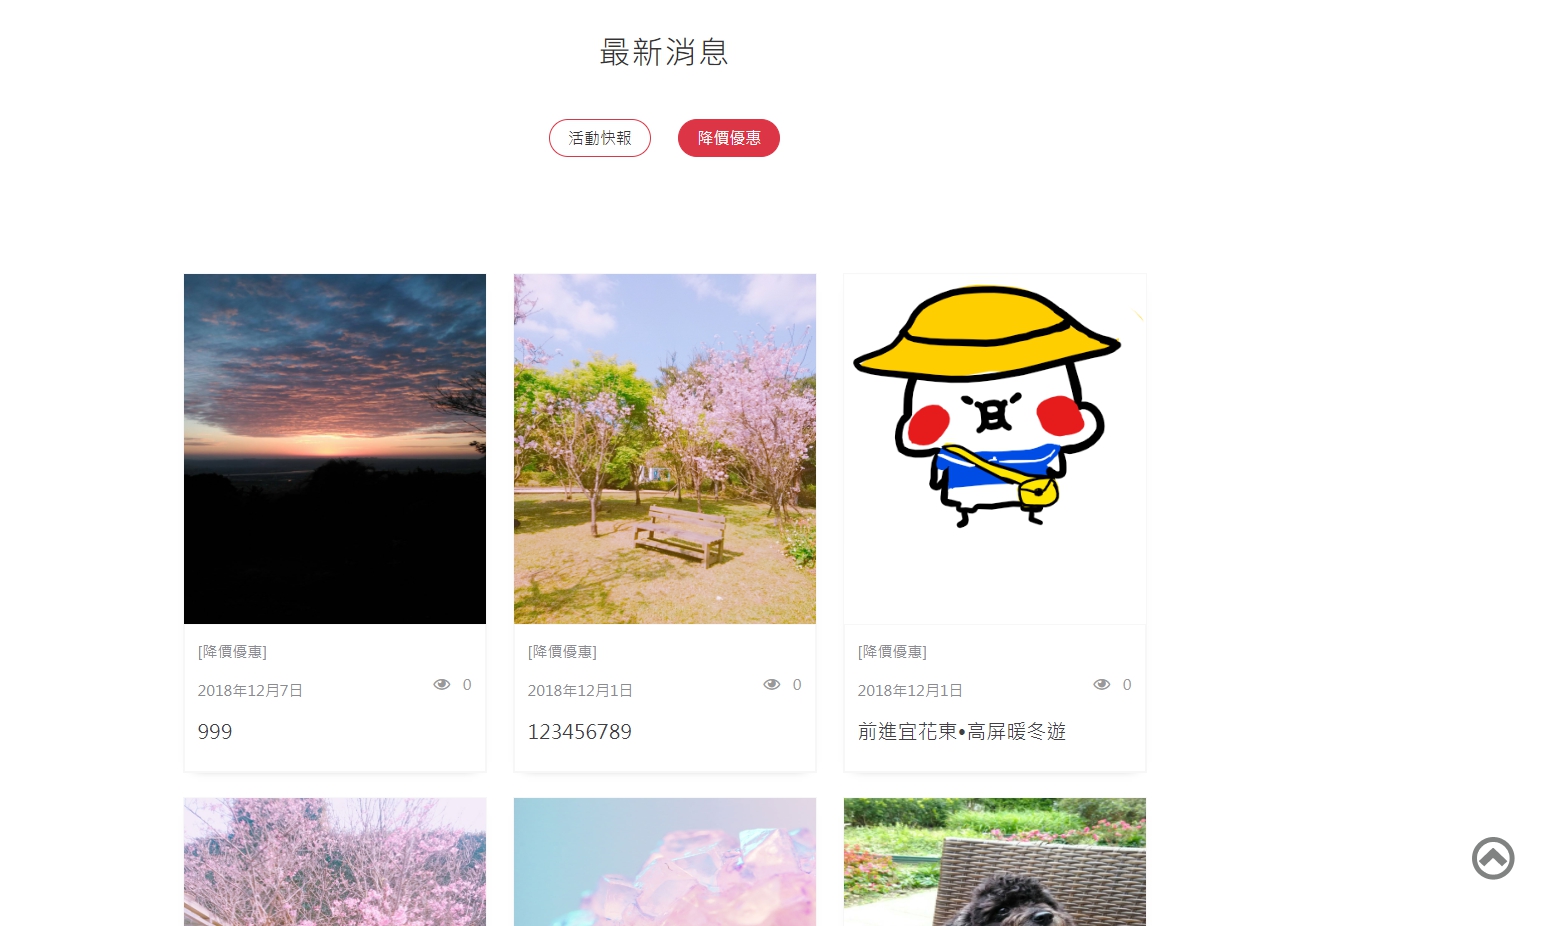 最新消息
活動快報
降價優惠
[降價優惠]
2018年12月7日
0
999
[降價優惠]
2018年12月1日
0
123456789
[降價優惠]
2018年12月1日
0
前進宜花東•高屏暖冬遊